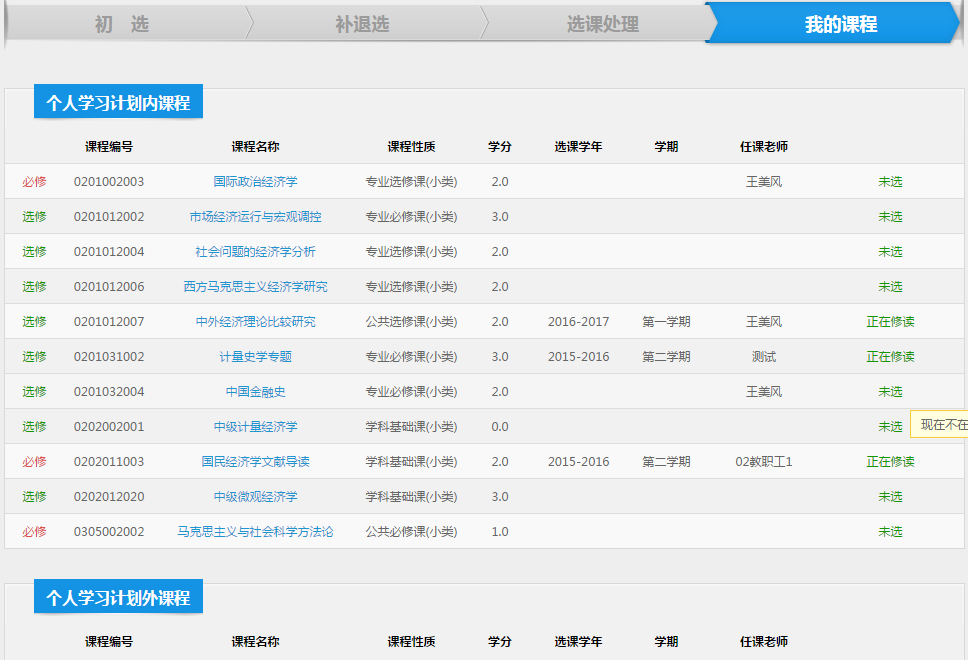 初 选 补退选 选课处理 我的课程
个人学习计划内课程
课程编号 课程名称 课程性质 学分 选课学年 学期 任课老师
必修 0201002003 国际政治经济学 专业选修课(小类) 2.0 王美风 未选
选修 0201012002 市场经济运行与宏观调控 专业必修课(小类) 3.0 未选
选修 0201012004 社会问题的经济学分析 专业选修课(小类) 2.0 未选
选修 0201012006 西方马克思主义经济学研究 专业选修课(小类) 2.0 未选
选修 0201012007 中外经济理论比较研究 公共选修课(小类) 2.0 2016-2017 第一学期 王美风 正在修读
选修 0201031002 计量史学专题 专业必修课(小类) 3.0 2015-2016 第二学期 测试 正在修读
选修 0201032004 中国金融史 专业必修课(小类) 2.0 王美风 未选
选修 0202002001 中级计量经济学 学科基础课(小类) 0.0 未选 现在不在
必修 0202011003 国民经济学文献导读 学科基础课(小类) 2.0 2015-2016 第二学期 02教职工1 正在修读
选修 0202012020 中级微观经济学 学科基础课(小类) 3.0 未选
必修 0305002002 马克思主义与社会科学方法论 公共必修课(小类) 1.0 未选
个人学习计划外课程
课程编号 课程名称 课程性质 学分 选课学年 学期 任课老师